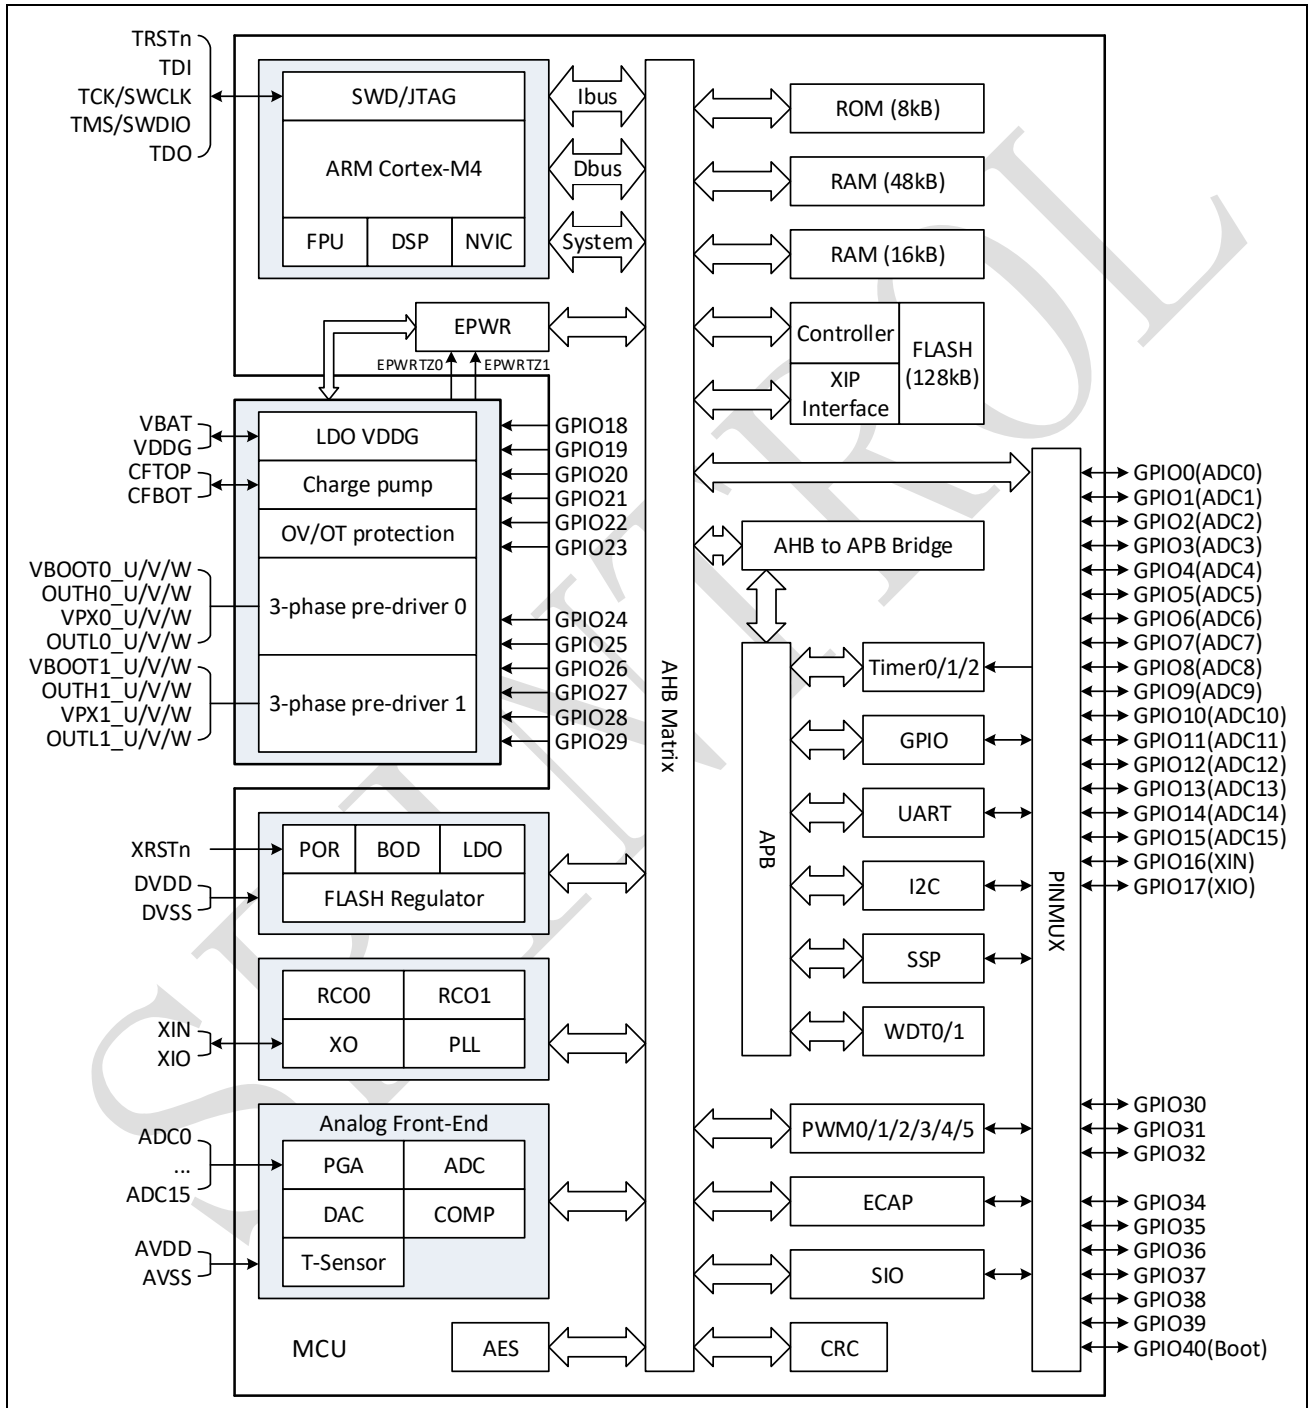 TRSTn
TDI
TCK/SWCLK
TMS/SWDIO
TDO
SWD/JTAG
ARM Cortex-M4
FPU
DSP
NVIC
Ibus
Dbus
System
ROM (8kB)
RAM (48kB)
RAM (16kB)
Controller
XIP
Interface
FLASH
(128kB)
EPWR
EPWRTZ0
EPWRTZ1
VBAT
VDDG
CFTOP
CFBOT
VBOOT0_U/V/W
OUTH0_U/V/W
VPX0_U/V/W
OUTL0_U/V/W
VBOOT1_U/V/W
OUTH1_U/V/W
VPX1_U/V/W
OUTL1_U/V/W
LDO VDDG
Charge pump
OV/OT protection
3-phase pre-driver 0
3-phase pre-driver 1
GPIO18
GPIO19
GPIO20
GPIO21
GPIO22
GPIO23
GPIO24
GPIO25
GPIO26
GPIO27
GPIO28
GPIO29
AHB Matrix
AHB to APB Bridge
APB
Timer0/1/2
GPIO
UART
I2C
SSP
WDT0/1
PINMUX
GPIO0(ADC0)
GPIO1(ADC1)
GPIO2(ADC2)
GPIO3(ADC3)
GPIO4(ADC4)
GPIO5(ADC5)
GPIO6(ADC6)
GPIO7(ADC7)
GPIO8(ADC8)
GPIO9(ADC9)
GPIO10(ADC10)
GPIO11(ADC11)
GPIO12(ADC12)
GPIO13(ADC13)
GPIO14(ADC14)
GPIO15(ADC15)
GPIO16(XIN)
GPIO17(XIO)
XRSTn
DVDD
DVSS
POR
BOD
LDO
FLASH Regulator
XIN
XIO
RCO0
RCO1
XO
PLL
ADC0
...
ADC15
AVDD
AVSS
Analog Front-End
PGA
ADC
DAC
COMP
T-Sensor
PWM0/1/2/3/4/5
ECAP
SIO
GPIO30
GPIO31
GPIO32
GPIO34
GPIO35
GPIO36
GPIO37
GPIO38
GPIO39
GPIO40(Boot)
MCU
AES
CRC
SPINTROL